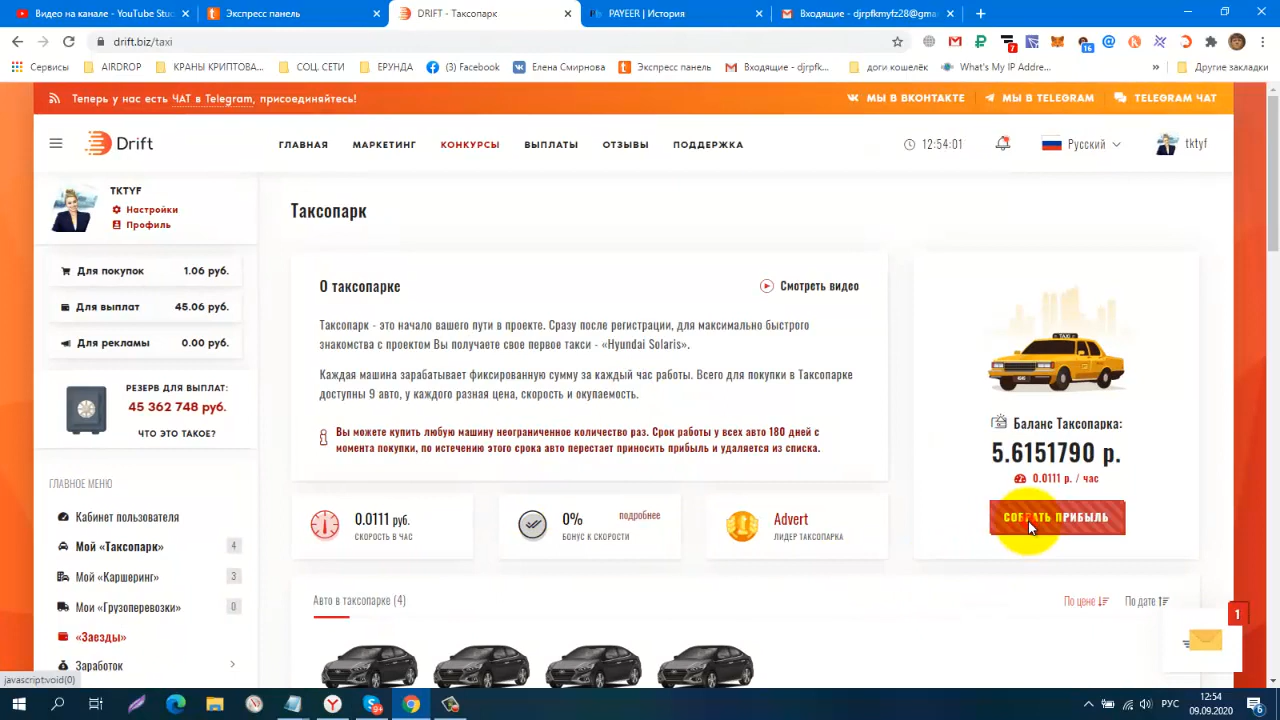 Видео на канале - YouTube Stu
Экспресс панель
DRIFT - Таксопарк
PAYEER | История
Входящие - djrpfkmyfz28@gma
drift.biz/taxi
7
16
Сервисы
AIRDROP
КРАНЫ КРИПТОВА...
СОЦ. СЕТИ
ЕРУНДА
(3) Facebook
Елена Смирнова
Экспресс панель
Входящие - djrpfk...
доги кошелёк
What's My IP Addre...
»
Другие закладки
Теперь у нас есть ЧАТ в Telegram, присоединяйтесь!
МЫ В ВКОНТАКТЕ
МЫ В TELEGRAM
TELEGRAM ЧАТ
Drift
ГЛАВНАЯ
МАРКЕТИНГ
КОНКУРСЫ
ВЫПЛАТЫ
ОТЗЫВЫ
ПОДДЕРЖКА
12:54:01
Русский
tktyf
TKTYF
Настройки
Профиль
Для покупок 1.06 руб.
Для выплат 45.06 руб.
Для рекламы 0.00 руб.
РЕЗЕРВ ДЛЯ ВЫПЛАТ:
45 362 748 руб.
ЧТО ЭТО ТАКОЕ?
ГЛАВНОЕ МЕНЮ
Кабинет пользователя
Мой «Таксопарк» 4
Мой «Каршеринг» 3
Мои «Грузоперевозки» 0
«Заезды»
Заработок
Таксопарк
О таксопарке
Смотреть видео
Таксопарк - это начало вашего пути в проекте. Сразу после регистрации, для максимально быстрого
знакомства с проектом Вы получаете свое первое такси - «Hyundai Solaris».
Каждая машина зарабатывает фиксированную сумму за каждый час работы. Всего для покупки в Таксопарке
доступны 9 авто, у каждого разная цена, скорость и окупаемость.
Вы можете купить любую машину неограниченное количество раз. Срок работы у всех авто 180 дней с
момента покупки, по истечению этого срока авто перестает приносить прибыль и удаляется из списка.
0.0111 руб.
СКОРОСТЬ В ЧАС
0%
подробнее
БОНУС К СКОРОСТИ
Advert
ЛИДЕР ТАКСОПАРКА
TAXI
Баланс Таксопарка:
5.6151790 р.
0.0111 р. / час
СОБРАТЬ ПРИБЫЛЬ
Авто в таксопарке (4)
По цене
По дате
1
javascript:void(0)
9+
РУС
12:54
09.09.2020
6